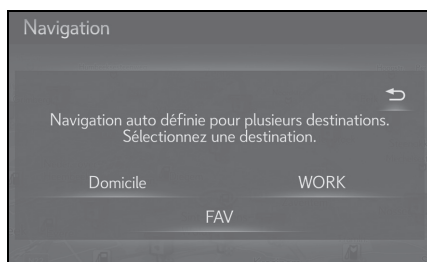 Navigation
Navigation auto définie pour plusieurs destinations.
Sélectionnez une destination.
Domicile
WORK
FAV